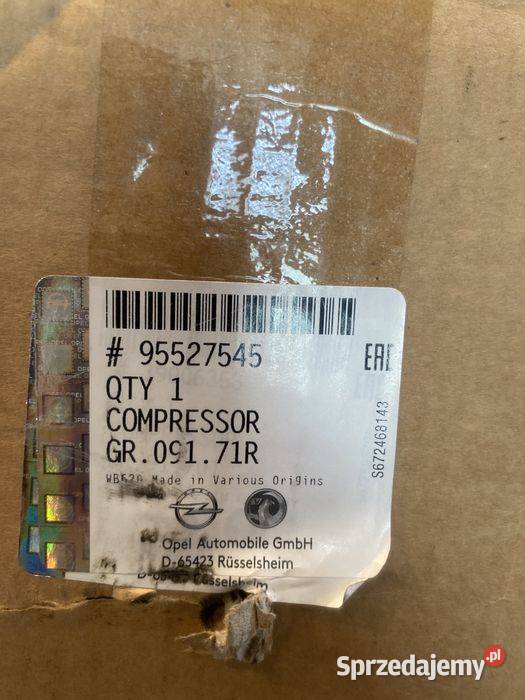 # 95527545
EAC
QTY 1
COMPRESSOR
GR.091.71R
S672468143
Made in Various Origins
Opel Automobile GmbH
D-65423 Rüsselsheim
Rüsselsheim
Sprzedajemy.pl